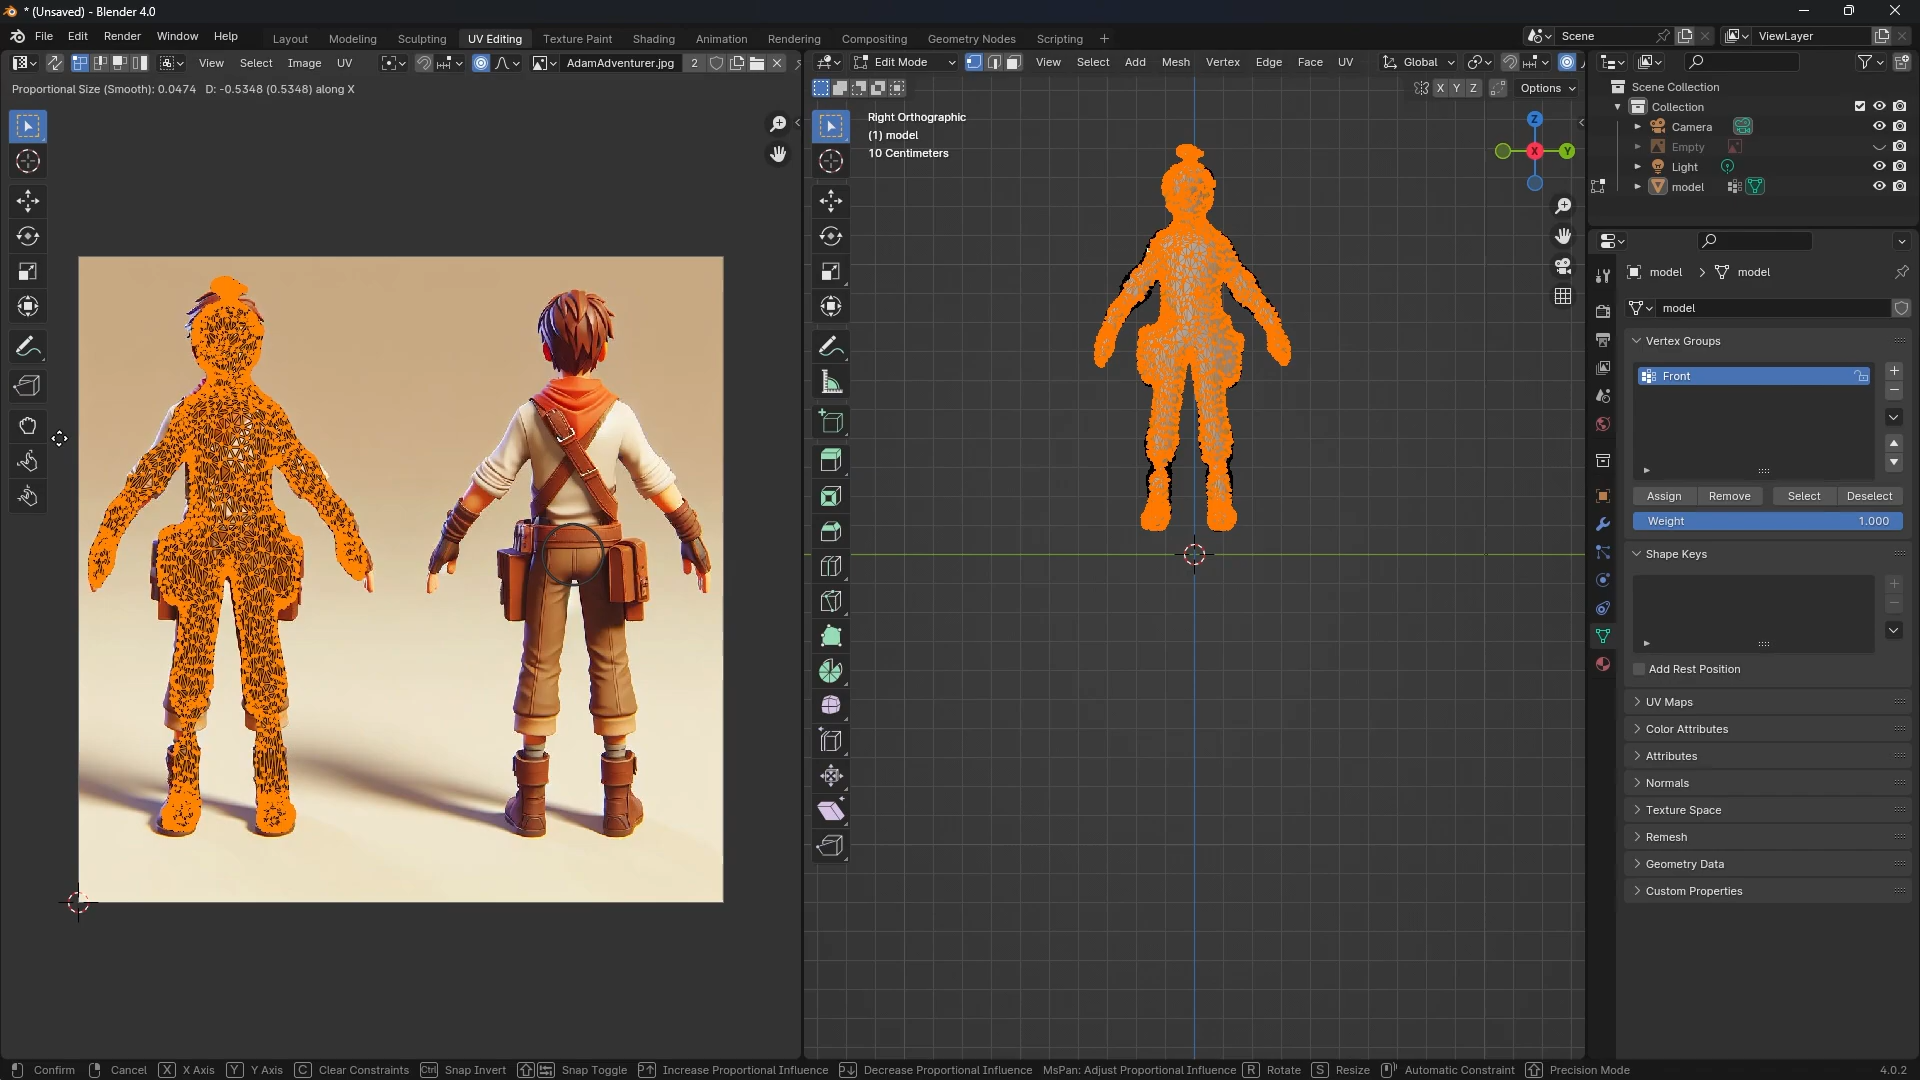 * (Unsaved) - Blender 4.0
File Edit Render Window Help Layout Modeling Sculpting UV Editing Texture Paint Shading Animation Rendering Compositing Geometry Nodes Scripting + Scene ViewLayer
View Select Image UV AdamAdventurer.jpg 2 Edit Mode View Select Add Mesh Vertex Edge Face UV Global
Proportional Size (Smooth): 0.0474 D: -0.5348 (0.5348) along X
X Y Z Options
Right Orthographic
(1) model
10 Centimeters
Z
X
Y
Scene Collection
Collection
Camera
Empty
Light
model
model > model
model
Vertex Groups
Front
Assign Remove Select Deselect
Weight 1.000
Shape Keys
Add Rest Position
UV Maps
Color Attributes
Attributes
Normals
Texture Space
Remesh
Geometry Data
Custom Properties
Confirm Cancel X X Axis Y Y Axis C Clear Constraints Ctrl Snap Invert Snap Toggle Increase Proportional Influence Decrease Proportional Influence MsPan: Adjust Proportional Influence R Rotate S Resize Automatic Constraint Precision Mode 4.0.2